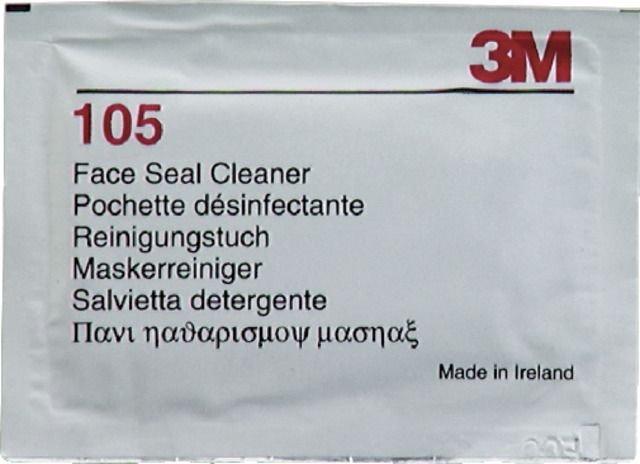 3M
105
Face Seal Cleaner
Pochette désinfectante
Reinigungstuch
Maskerreiniger
Salvietta detergente
Πανι ηαϑαρισμοψ μασηαξ
Made in Ireland